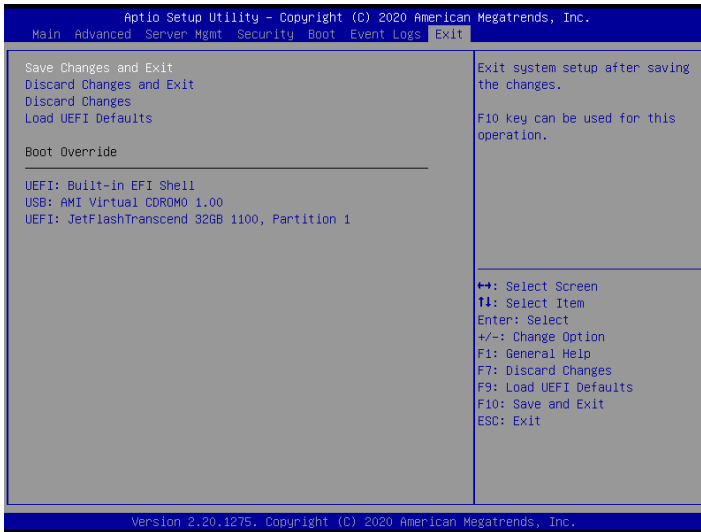 Aptio Setup Utility – Copyright (C) 2020 American Megatrends, Inc.
Main Advanced Server Mgmt Security Boot Event Logs Exit
Save Changes and Exit
Discard Changes and Exit
Discard Changes
Load UEFI Defaults
Boot Override
UEFI: Built-in EFI Shell
USB: AMI Virtual CDROM0 1.00
UEFI: JetFlashTranscend 32GB 1100, Partition 1
Exit system setup after saving
the changes.
F10 key can be used for this
operation.
↔: Select Screen
↑↓: Select Item
Enter: Select
+/-: Change Option
F1: General Help
F7: Discard Changes
F9: Load UEFI Defaults
F10: Save and Exit
ESC: Exit
Version 2.20.1275. Copyright (C) 2020 American Megatrends, Inc.